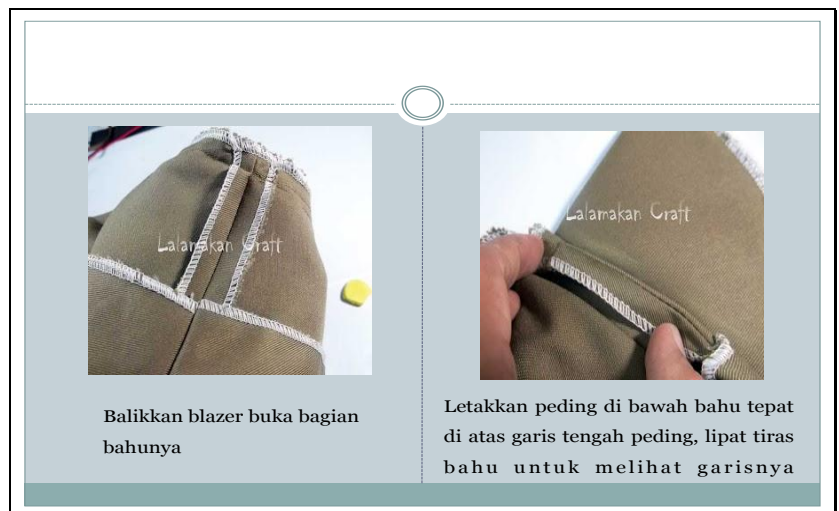 Lalamakan Craft
Balikkan blazer buka bagian
bahunya
Lalamakan Craft
Letakkan peding di bawah bahu tepat
di atas garis tengah peding, lipat tiras
bahu untuk melihat garisnya